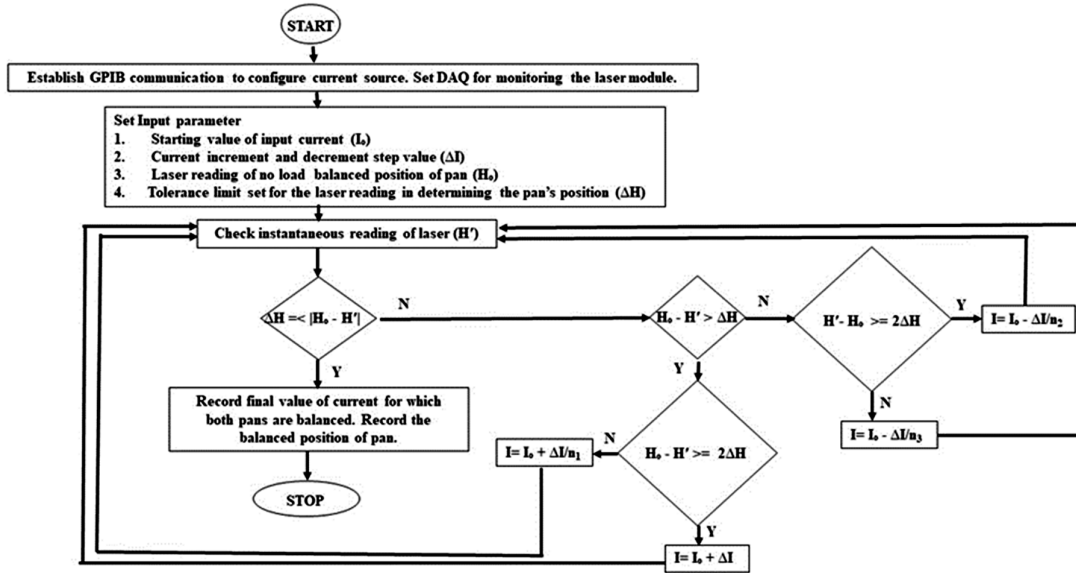 START
Establish GPIB communication to configure current source. Set DAQ for monitoring the laser module.
Set Input parameter
1. Starting value of input current (Iₒ)
2. Current increment and decrement step value (ΔI)
3. Laser reading of no load balanced position of pan (Hₒ)
4. Tolerance limit set for the laser reading in determining the pan's position (ΔH)
Check instantaneous reading of laser (H')
ΔH =< |Hₒ - H'|
N
Hₒ - H' > ΔH
N
H'- Hₒ >= 2ΔH
Y
I= Iₒ - ΔI/n₂
Y
Y
N
Record final value of current for which
both pans are balanced. Record the
balanced position of pan.
I= Iₒ + ΔI/n₁
N
Hₒ - H' >= 2ΔH
I= Iₒ - ΔI/n₃
STOP
Y
I= Iₒ + ΔI